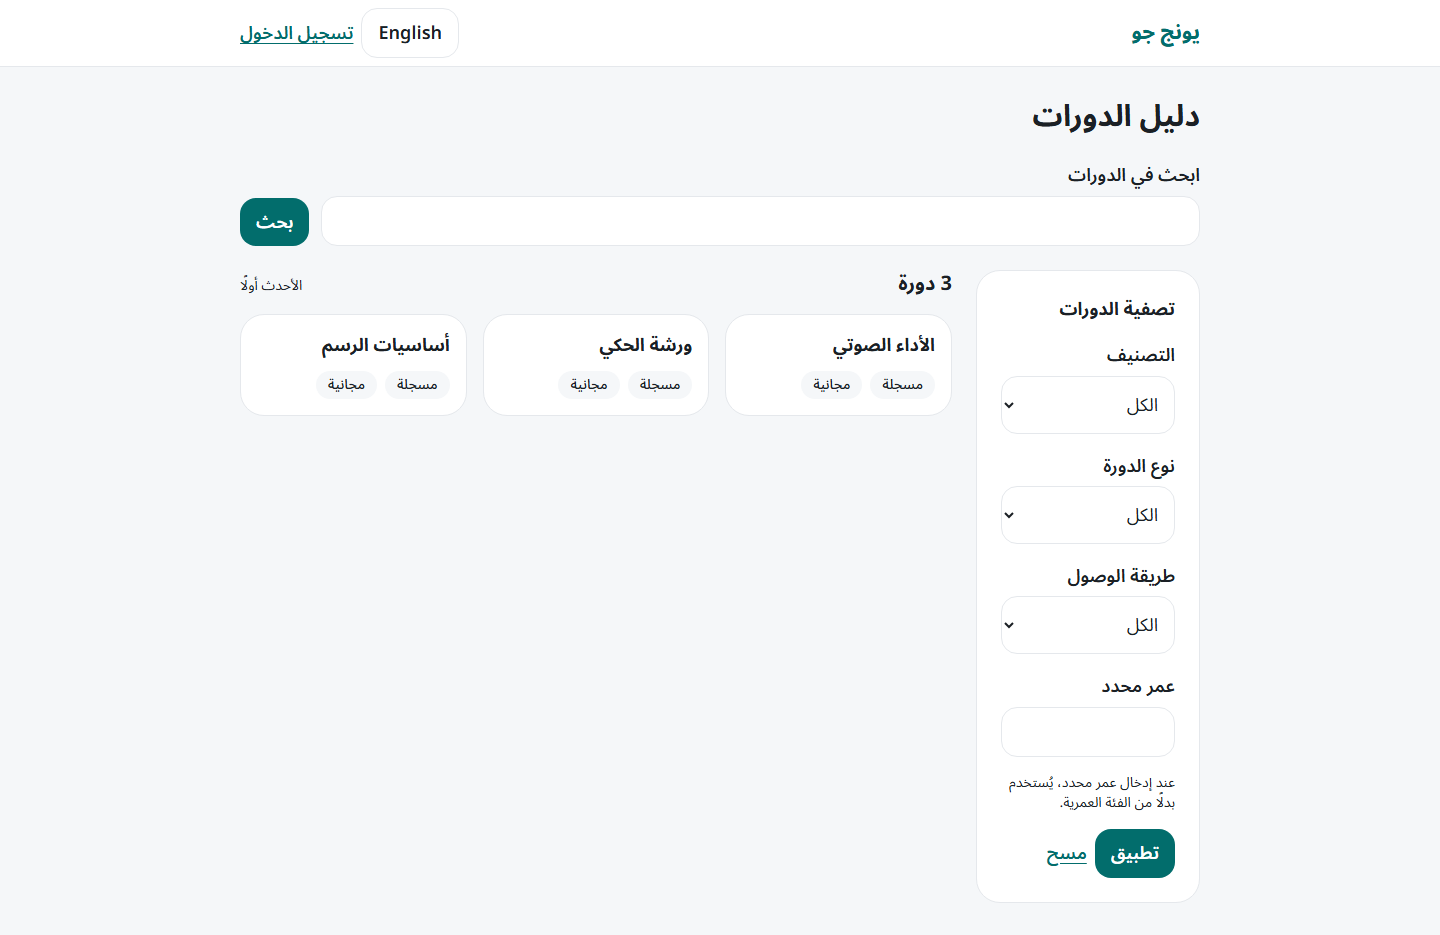 يونج جو
English
تسجيل الدخول
دليل الدورات
ابحث في الدورات
بحث
تصفية الدورات
التصنيف
الكل
نوع الدورة
الكل
طريقة الوصول
الكل
عمر محدد
عند إدخال عمر محدد، يُستخدم
بدلًا من الفئة العمرية.
تطبيق
مسح
3 دورة
الأحدث أولًا
الأداء الصوتي
مسجلة
مجانية
ورشة الحكي
مسجلة
مجانية
أساسيات الرسم
مسجلة
مجانية